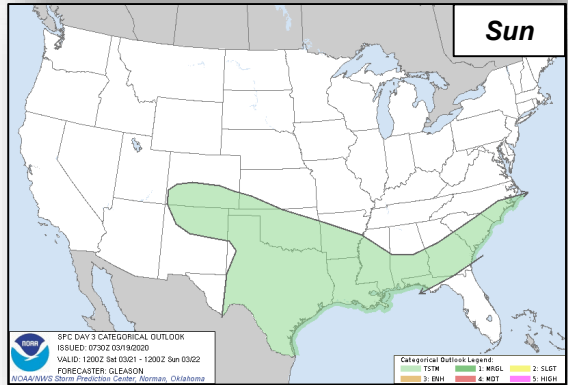 Sun
NOAA
SPC DAY 3 CATEGORICAL OUTLOOK
ISSUED: 0730Z 03/19/2020
VALID: 1200Z Sat 03/21 - 1200Z Sun 03/22
FORECASTER: GLEASON
NOAA/NWS Storm Prediction Center, Norman, Oklahoma
Categorical Outlook Legend:
TSTM 1: MRGL 2: SLGT
3: ENH 4: MDT 5: HIGH